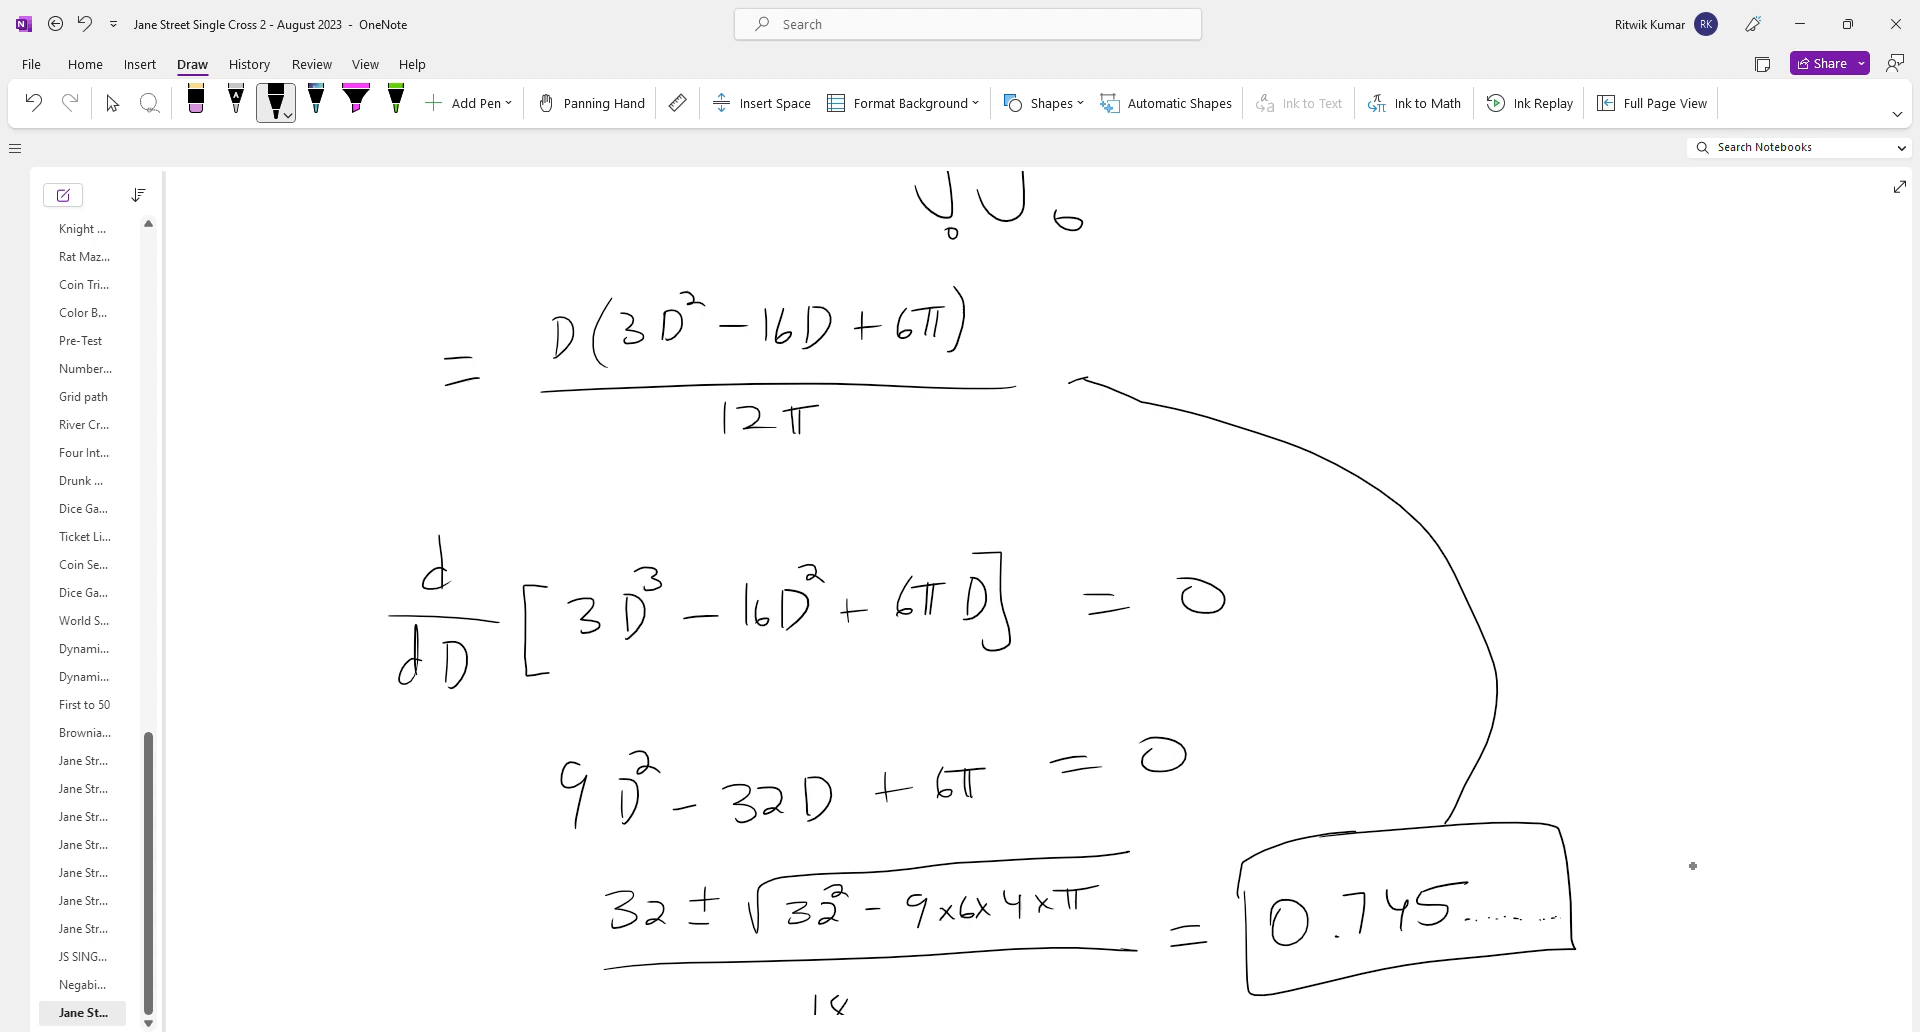 Jane Street Single Cross 2 - August 2023 - OneNote
Search
Ritwik Kumar RK
File Home Insert Draw History Review View Help
Share
Add Pen Panning Hand Insert Space Format Background Shapes Automatic Shapes Ink to Text Ink to Math Ink Replay Full Page View
Search Notebooks
Knight ...
Rat Maz...
Coin Tri...
Color B...
Pre-Test
Number...
Grid path
River Cr...
Four Int...
Drunk ...
Dice Ga...
Ticket Li...
Coin Se...
Dice Ga...
World S...
Dynami...
Dynami...
First to 50
Brownia...
Jane Str...
Jane Str...
Jane Str...
Jane Str...
Jane Str...
Jane Str...
Jane Str...
JS SING...
Negabi...
Jane St...
0 0
= D(3D² - 16D + 6π) / 12π
d/dD [3D³ - 16D² + 6πD] = 0
9D² - 32D + 6π = 0
32 ± √(32² - 9×6×4×π) / 18 = 0.745.........